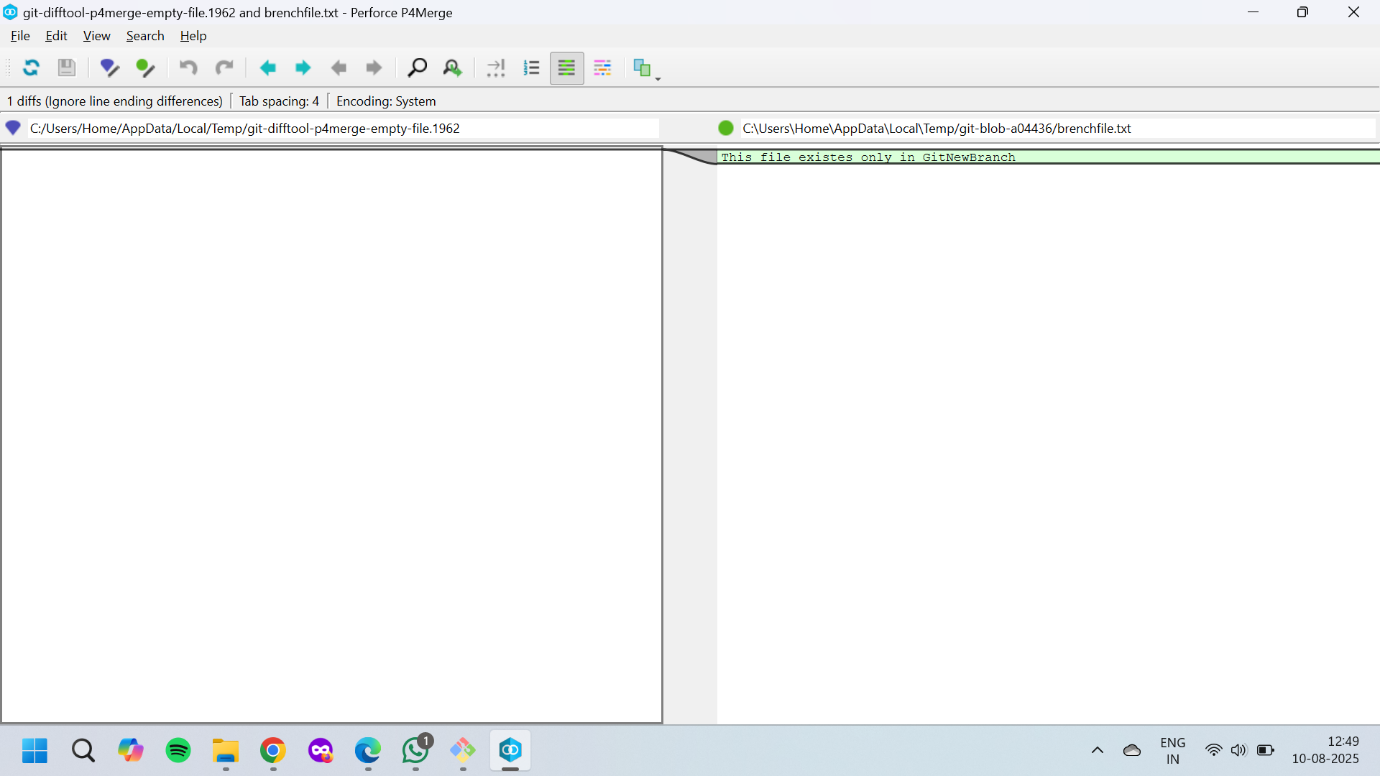 git-difftool-p4merge-empty-file.1962 and brenchfile.txt - Perforce P4Merge
File Edit View Search Help
1 diffs (Ignore line ending differences) Tab spacing: 4 Encoding: System
C:/Users/Home/AppData/Local/Temp/git-difftool-p4merge-empty-file.1962
C:\Users\Home\AppData\Local\Temp/git-blob-a04436/brenchfile.txt
This file existes only in GitNewBranch
1
ENG
IN
12:49
10-08-2025